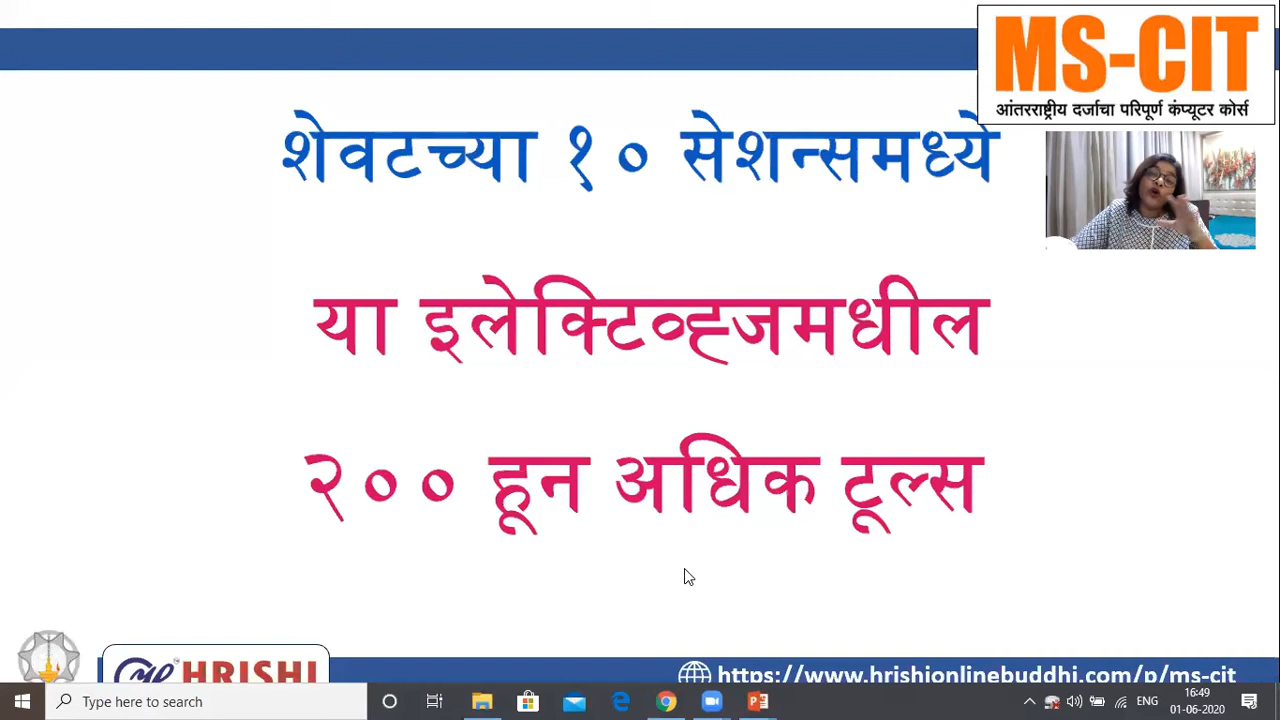 MS-CIT
आंतरराष्ट्रीय दर्जाचा परिपूर्ण कंप्यूटर कोर्स
शेवटच्या १० सेशन्समध्ये
या इलेक्टिव्ह्जमधील
२०० हून अधिक टूल्स
HRISHI
https://www.hrishionlinebuddhi.com/p/ms-cit
Type here to search
ENG
16:49
01-06-2020